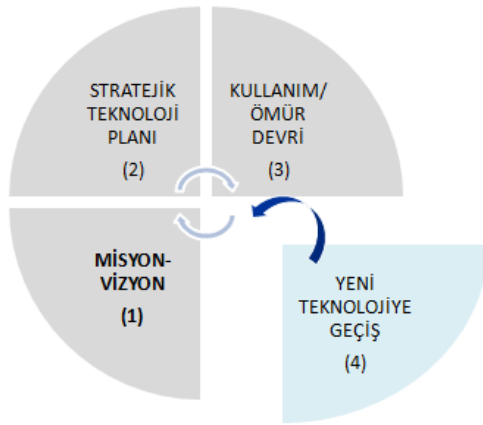 STRATEJİK
TEKNOLOJİ
PLANI
(2)
KULLANIM/
ÖMÜR
DEVRİ
(3)
MİSYON-
VİZYON
(1)
YENİ
TEKNOLOJİYE
GEÇİŞ
(4)